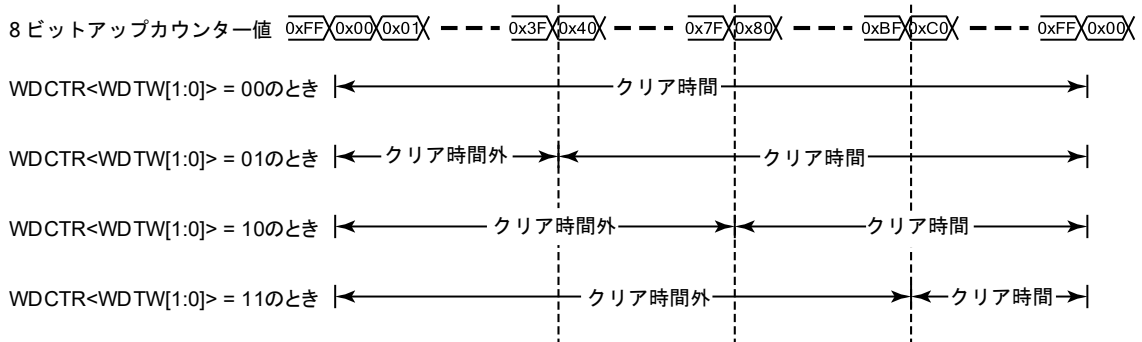 8 ビットアップカウンター値 0xFF 0x00 0x01 0x3F 0x40 0x7F 0x80 0xBF 0xC0 0xFF 0x00
WDCTR<WDTW[1:0]> = 00のとき クリア時間
WDCTR<WDTW[1:0]> = 01のとき クリア時間外 クリア時間
WDCTR<WDTW[1:0]> = 10のとき クリア時間外 クリア時間
WDCTR<WDTW[1:0]> = 11のとき クリア時間外 クリア時間